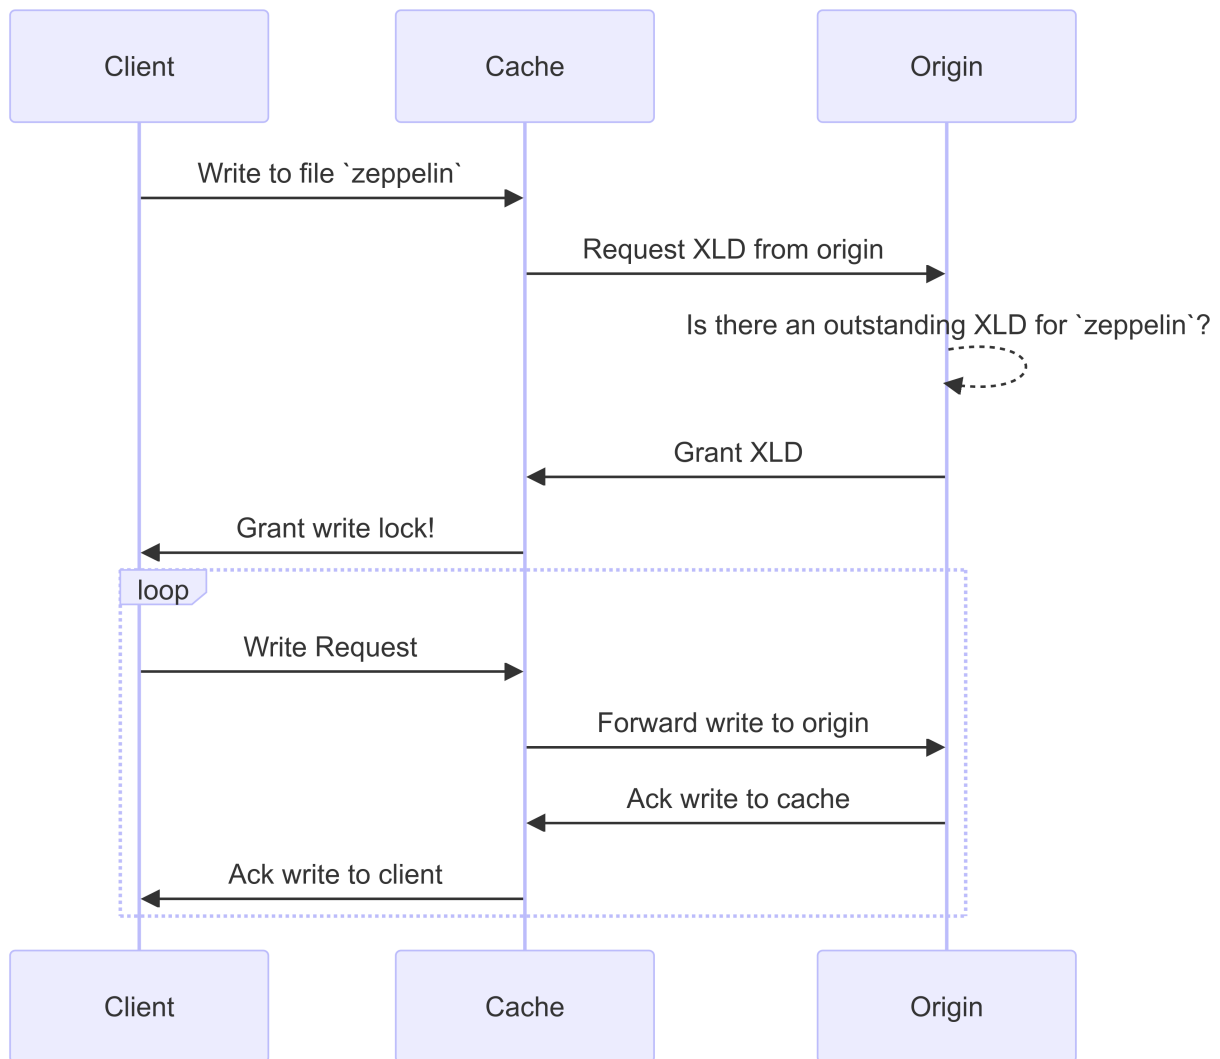 Client
Cache
Origin
Write to file `zeppelin`
Request XLD from origin
Is there an outstanding XLD for `zeppelin`?
Grant XLD
Grant write lock!
loop
Write Request
Forward write to origin
Ack write to cache
Ack write to client
Client
Cache
Origin